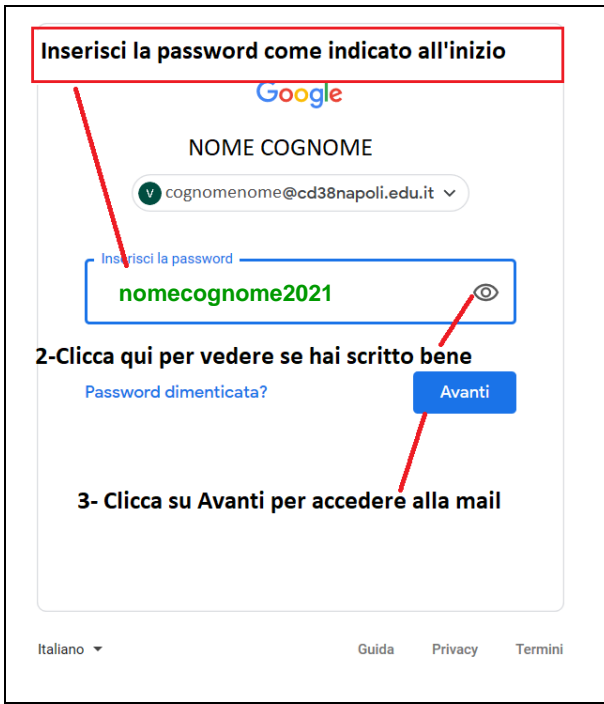 Inserisci la password come indicato all'inizio
Google
NOME COGNOME
V cognomenome@cd38napoli.edu.it
Inserisci la password
nomecognome2021
2-Clicca qui per vedere se hai scritto bene
Password dimenticata? Avanti
3- Clicca su Avanti per accedere alla mail
Italiano Guida Privacy Termini